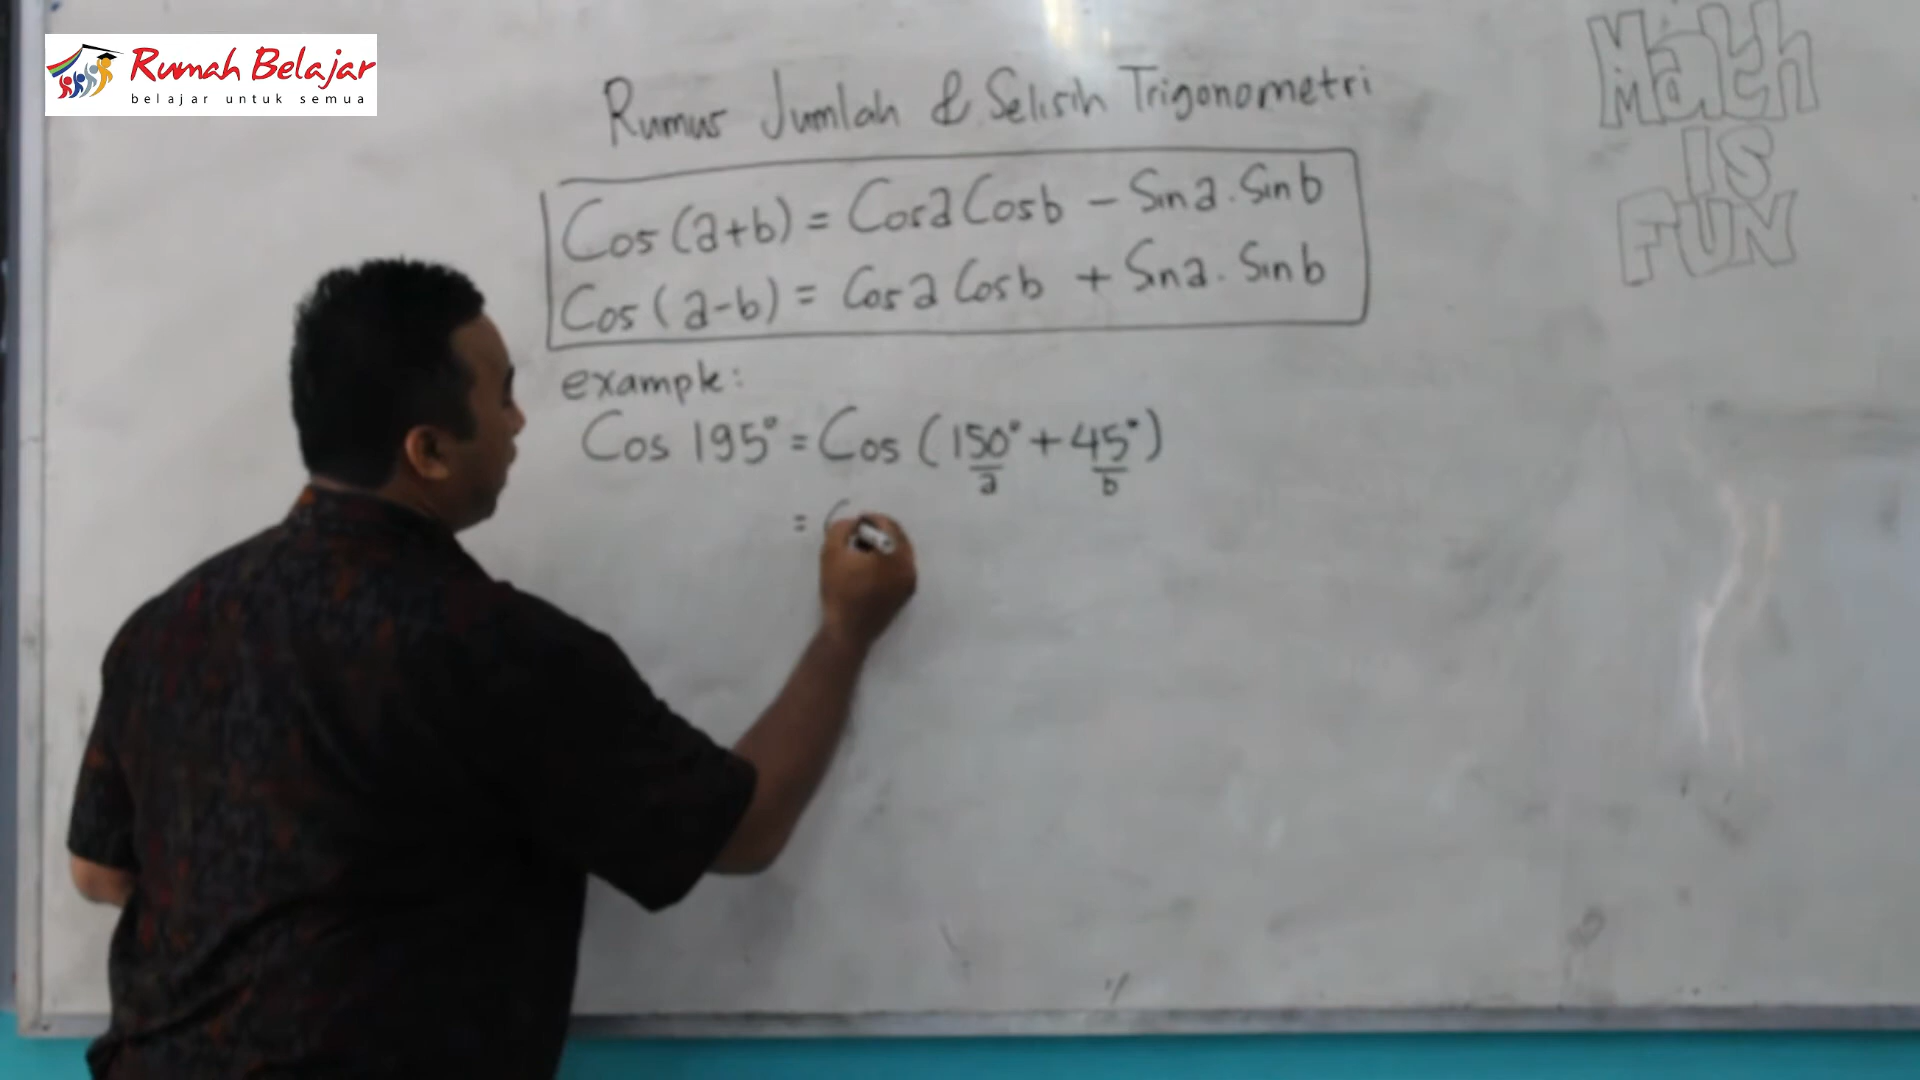 Rumah Belajar
belajar untuk semua
Rumus Jumlah & Selisih Trigonometri
Cos (a+b) = Cos a Cos b - Sin a . Sin b
Cos (a-b) = Cos a Cos b + Sin a . Sin b
example:
Cos 195° = Cos (150° + 45°)
a b
= C
Math
IS
FUN